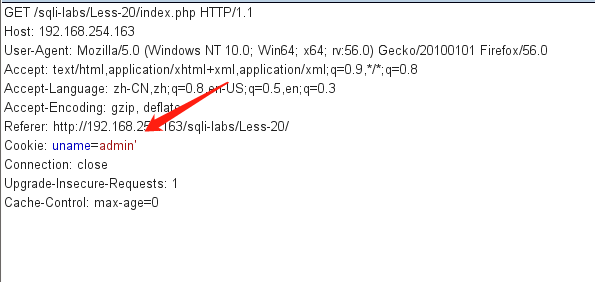 GET /sqli-labs/Less-20/index.php HTTP/1.1
Host: 192.168.254.163
User-Agent: Mozilla/5.0 (Windows NT 10.0; Win64; x64; rv:56.0) Gecko/20100101 Firefox/56.0
Accept: text/html,application/xhtml+xml,application/xml;q=0.9,*/*;q=0.8
Accept-Language: zh-CN,zh;q=0.8,en-US;q=0.5,en;q=0.3
Accept-Encoding: gzip, deflate
Referer: http://192.168.254.163/sqli-labs/Less-20/
Cookie: uname=admin'
Connection: close
Upgrade-Insecure-Requests: 1
Cache-Control: max-age=0